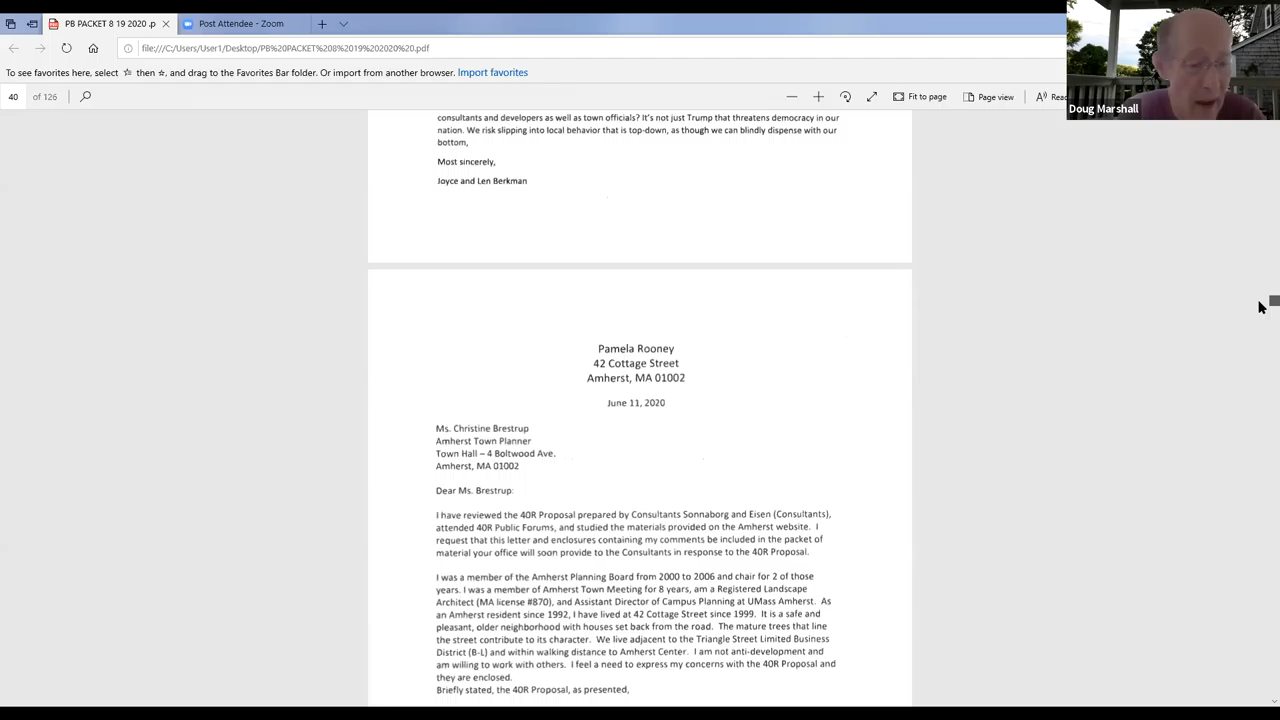 PB PACKET 8 19 2020 .p
Post Attendee - Zoom
file:///C:/Users/User1/Desktop/PB%20PACKET%208%2019%202020%20.pdf
To see favorites here, select then, and drag to the Favorites Bar folder. Or import from another browser. Import favorites
40 of 126
Fit to page
Page view
A
Doug Marshall
consultants and developers as well as town officials? It's not just Trump that threatens democracy in our
nation. We risk slipping into local behavior that is top-down, as though we can blindly dispense with our
bottom,
Most sincerely,
Joyce and Len Berkman
Pamela Rooney
42 Cottage Street
Amherst, MA 01002
June 11, 2020
Ms. Christine Brestrup
Amherst Town Planner
Town Hall – 4 Boltwood Ave.
Amherst, MA 01002
Dear Ms. Brestrup:
I have reviewed the 40R Proposal prepared by Consultants Sonnaborg and Eisen (Consultants),
attended 40R Public Forums, and studied the materials provided on the Amherst website. I
request that this letter and enclosures containing my comments be included in the packet of
material your office will soon provide to the Consultants in response to the 40R Proposal.
I was a member of the Amherst Planning Board from 2000 to 2006 and chair for 2 of those
years. I was a member of Amherst Town Meeting for 8 years, am a Registered Landscape
Architect (MA license #870), and Assistant Director of Campus Planning at UMass Amherst. As
an Amherst resident since 1992, I have lived at 42 Cottage Street since 1999. It is a safe and
pleasant, older neighborhood with houses set back from the road. The mature trees that line
the street contribute to its character. We live adjacent to the Triangle Street Limited Business
District (B-L) and within walking distance to Amherst Center. I am not anti-development and
am willing to work with others. I feel a need to express my concerns with the 40R Proposal and
they are enclosed.
Briefly stated, the 40R Proposal, as presented,